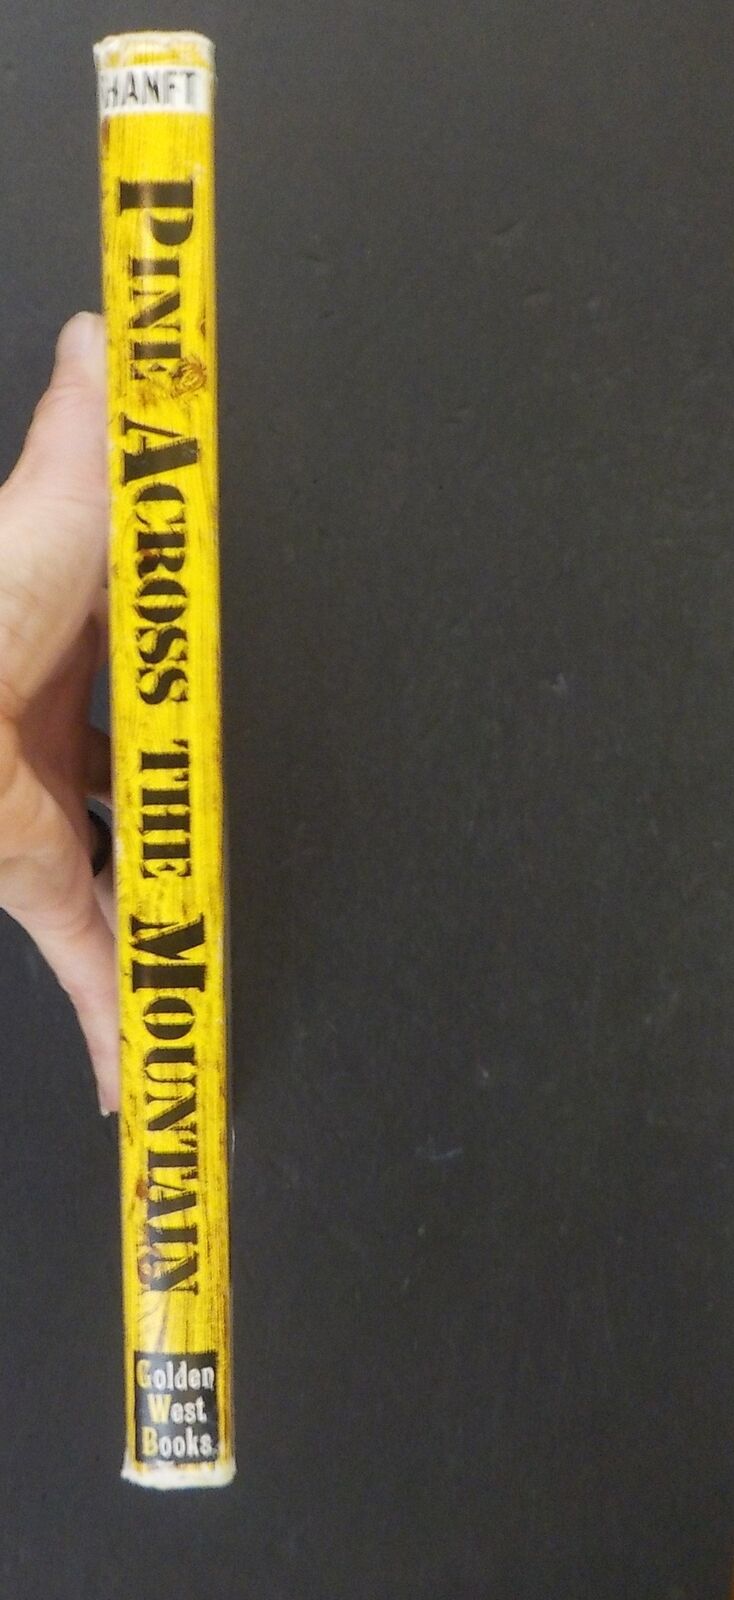 HANFT
PINE ACROSS THE MOUNTAIN
Golden
West
Books